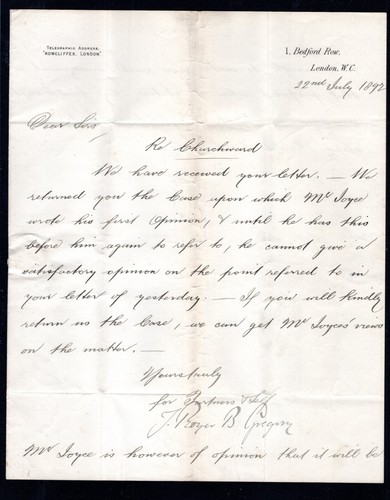 TELEGRAPHIC ADDRESS,
"ROWCLIFFES, LONDON"
1, Bedford Row,
London, W.C.
22nd July 1892
Dear Sirs
Re Churchward
We have received your letter. — We
returned you the Case upon which Mr Joyce
wrote his first Opinion, & until he has this
before him again to refer to, he cannot give a
satisfactory opinion on the point referred to in
your letter of yesterday. — If you will kindly
return us the Case, we can get Mr Joyce's views
on the matter. —
Yours truly
for Partners & Self
J. Roger B. Gregory
Mr Joyce is however of opinion that it will be